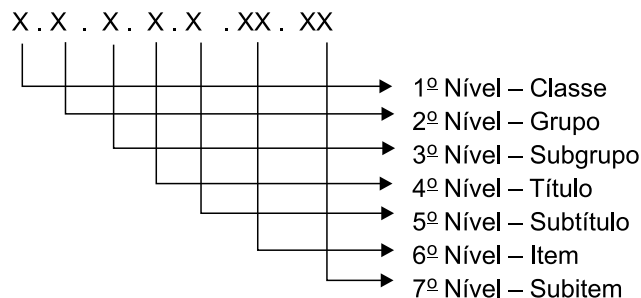 X . X . X . X . X . XX . XX
1º Nível – Classe
2º Nível – Grupo
3º Nível – Subgrupo
4º Nível – Título
5º Nível – Subtítulo
6º Nível – Item
7º Nível – Subitem